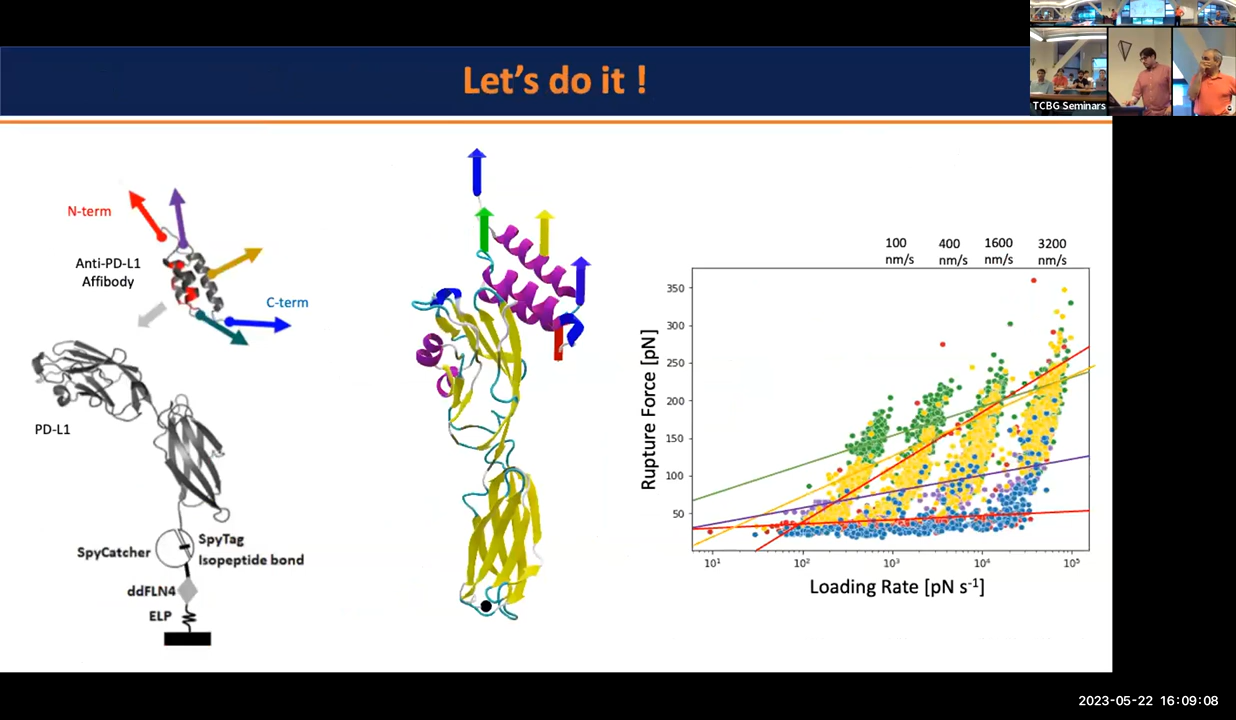 Let's do it !
TCBG Seminars
N-term
Anti-PD-L1
Affibody
C-term
PD-L1
SpyCatcher
SpyTag
Isopeptide bond
ddFLN4
ELP
100
nm/s
400
nm/s
1600
nm/s
3200
nm/s
Rupture Force [pN]
350
300
250
200
150
100
50
10¹
10²
10³
10⁴
10⁵
Loading Rate [pN s⁻¹]
2023-05-22 16:09:08